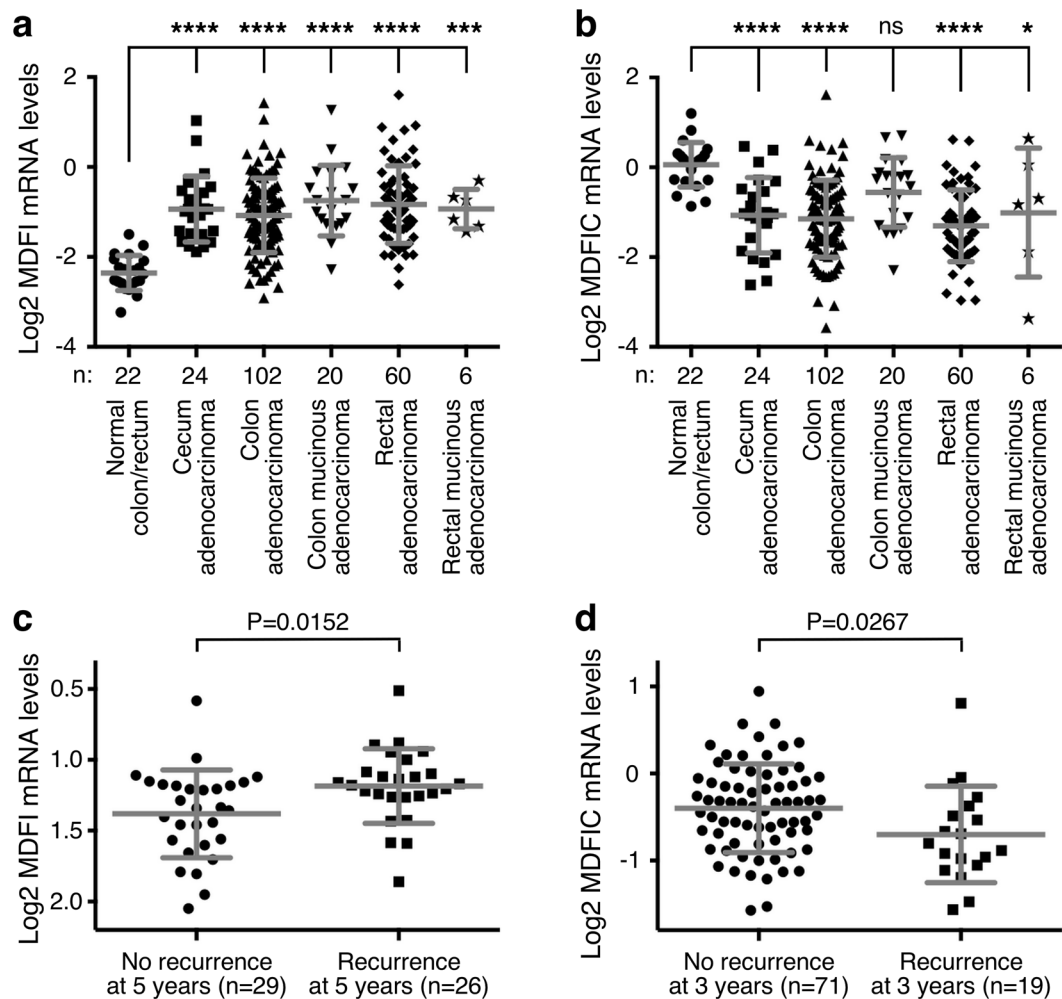 a
**** **** **** **** ***
Log2 MDFI mRNA levels
2
0
-2
-4
n: 22 24 102 20 60 6
Normal
colon/rectum
Cecum
adenocarcinoma
Colon
adenocarcinoma
Colon mucinous
adenocarcinoma
Rectal
adenocarcinoma
Rectal mucinous
adenocarcinoma
b
**** **** ns **** *
Log2 MDFIC mRNA levels
2
0
-2
-4
n: 22 24 102 20 60 6
Normal
colon/rectum
Cecum
adenocarcinoma
Colon
adenocarcinoma
Colon mucinous
adenocarcinoma
Rectal
adenocarcinoma
Rectal mucinous
adenocarcinoma
c
P=0.0152
Log2 MDFI mRNA levels
0.5
1.0
1.5
2.0
No recurrence
at 5 years (n=29)
Recurrence
at 5 years (n=26)
d
P=0.0267
Log2 MDFIC mRNA levels
1
0
-1
No recurrence
at 3 years (n=71)
Recurrence
at 3 years (n=19)